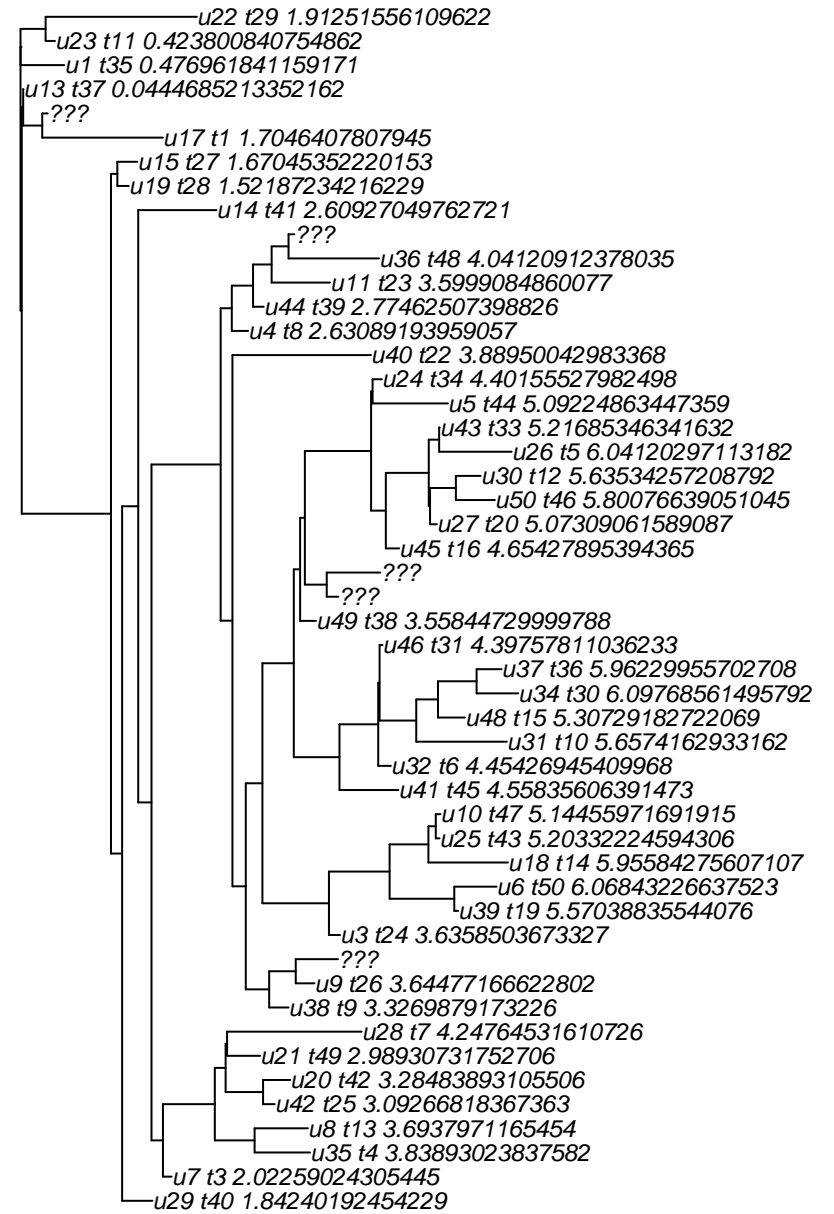 u22 t29 1.91251556109622
u23 t11 0.423800840754862
u1 t35 0.476961841159171
u13 t37 0.0444685213352162
???
u17 t1 1.7046407807945
u15 t27 1.67045352220153
u19 t28 1.52187234216229
u14 t41 2.60927049762721
???
u36 t48 4.04120912378035
u11 t23 3.5999084860077
u44 t39 2.77462507398826
u4 t8 2.63089193959057
u40 t22 3.88950042983368
u24 t34 4.40155527982498
u5 t44 5.09224863447359
u43 t33 5.21685346341632
u26 t5 6.04120297113182
u30 t12 5.63534257208792
u50 t46 5.80076639051045
u27 t20 5.07309061589087
u45 t16 4.65427895394365
???
???
u49 t38 3.55844729999788
u46 t31 4.39757811036233
u37 t36 5.96229955702708
u34 t30 6.09768561495792
u48 t15 5.30729182722069
u31 t10 5.6574162933162
u32 t6 4.45426945409968
u41 t45 4.55835606391473
u10 t47 5.14455971691915
u25 t43 5.20332224594306
u18 t14 5.95584275607107
u6 t50 6.06843226637523
u39 t19 5.57038835544076
u3 t24 3.6358503673327
???
u9 t26 3.64477166622802
u38 t9 3.3269879173226
u28 t7 4.24764531610726
u21 t49 2.98930731752706
u20 t42 3.28483893105506
u42 t25 3.09266818367363
u8 t13 3.6937971165454
u35 t4 3.83893023837582
u7 t3 2.02259024305445
u29 t40 1.84240192454229